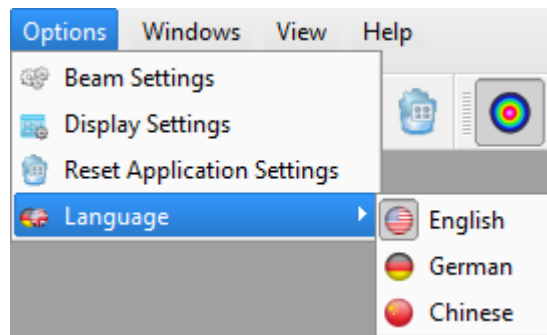 Options Windows View Help
Beam Settings
Display Settings
Reset Application Settings
Language
English
German
Chinese